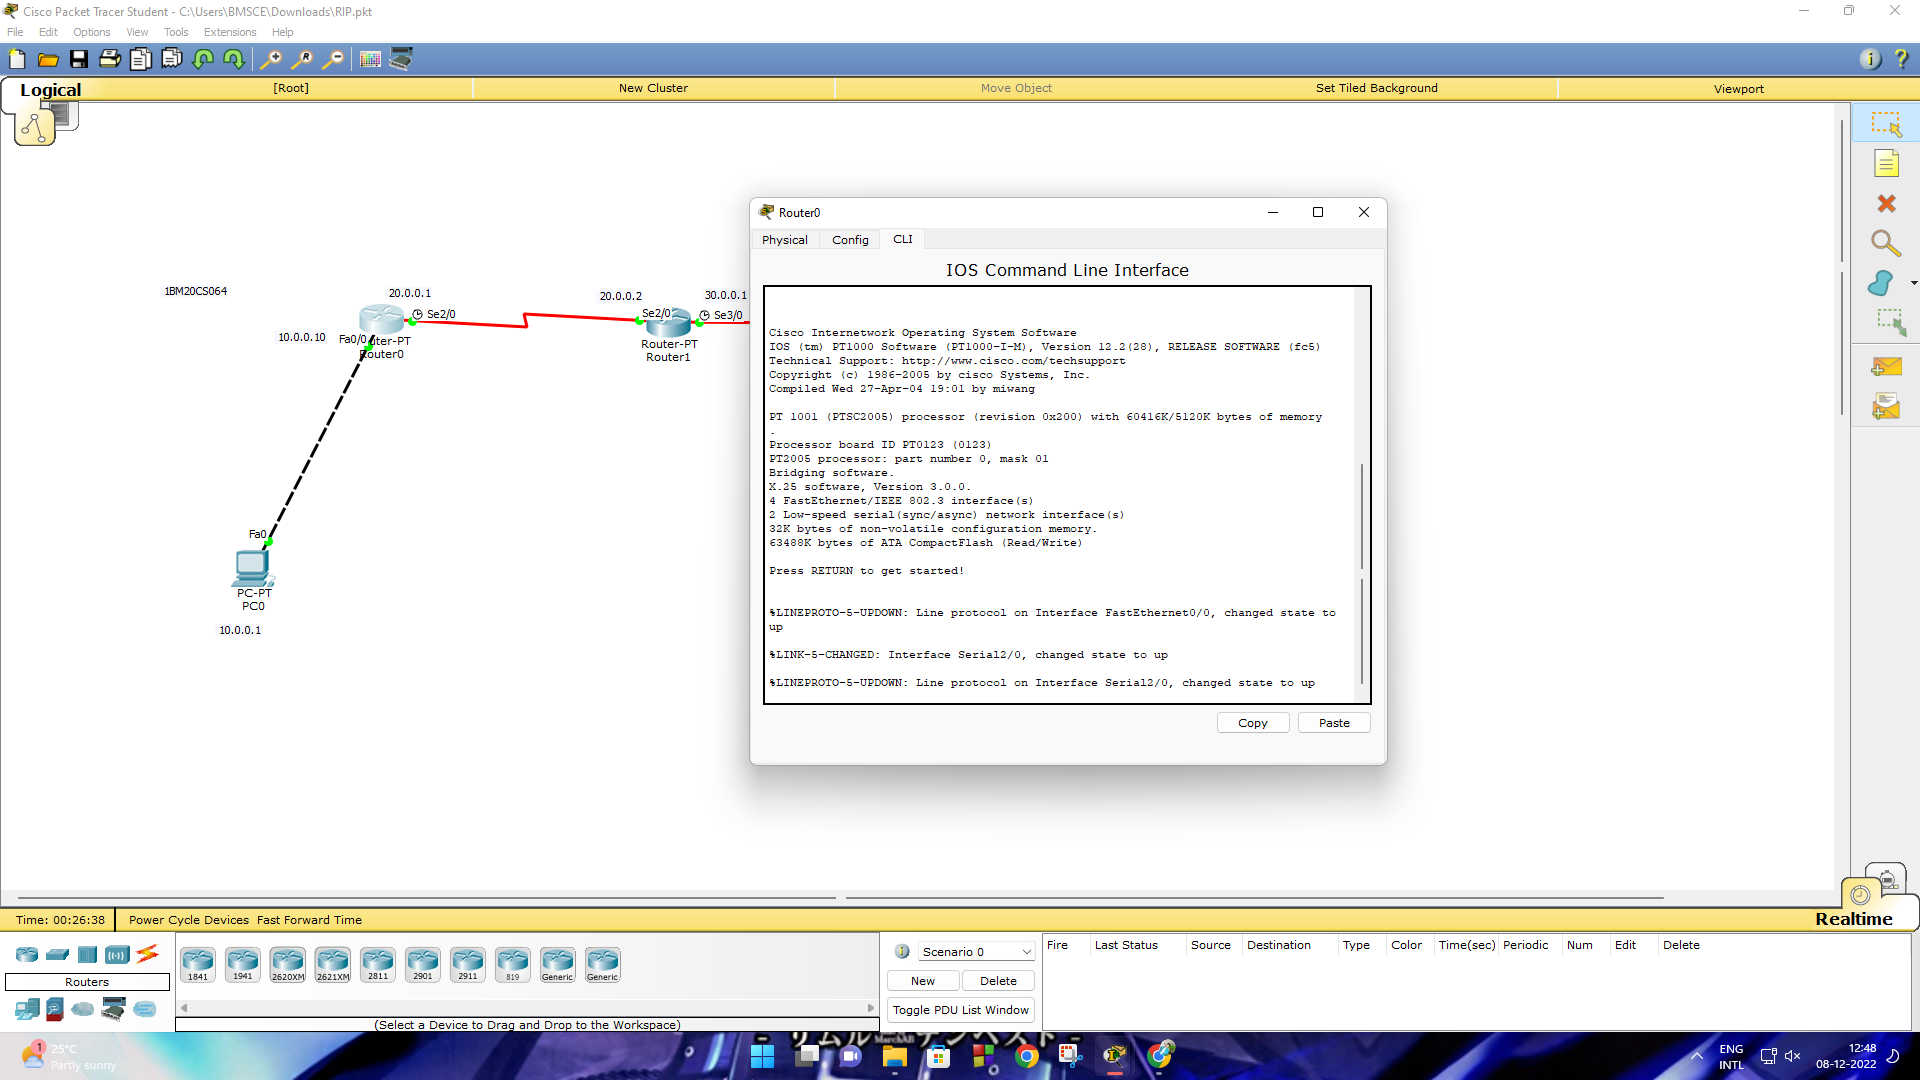 Cisco Packet Tracer Student - C:\Users\BMSCE\Downloads\RIP.pkt
File Edit Options View Tools Extensions Help
Logical [Root] New Cluster Move Object Set Tiled Background Viewport
1BM20CS064
20.0.0.1
Se2/0
10.0.0.10 Fa0/0
uter-PT
Router0
20.0.0.2 30.0.0.1
Se2/0 Se3/0
Router-PT
Router1
Fa0
PC-PT
PC0
10.0.0.1
Router0
Physical Config CLI
IOS Command Line Interface
Cisco Internetwork Operating System Software
IOS (tm) PT1000 Software (PT1000-I-M), Version 12.2(28), RELEASE SOFTWARE (fc5)
Technical Support: http://www.cisco.com/techsupport
Copyright (c) 1986-2005 by cisco Systems, Inc.
Compiled Wed 27-Apr-04 19:01 by miwang
PT 1001 (PTSC2005) processor (revision 0x200) with 60416K/5120K bytes of memory
.
Processor board ID PT0123 (0123)
PT2005 processor: part number 0, mask 01
Bridging software.
X.25 software, Version 3.0.0.
4 FastEthernet/IEEE 802.3 interface(s)
2 Low-speed serial(sync/async) network interface(s)
32K bytes of non-volatile configuration memory.
63488K bytes of ATA CompactFlash (Read/Write)
Press RETURN to get started!
%LINEPROTO-5-UPDOWN: Line protocol on Interface FastEthernet0/0, changed state to
up
%LINK-5-CHANGED: Interface Serial2/0, changed state to up
%LINEPROTO-5-UPDOWN: Line protocol on Interface Serial2/0, changed state to up
Copy Paste
Time: 00:26:38 Power Cycle Devices Fast Forward Time Realtime
Routers
1841 1941 2620XM 2621XM 2811 2901 2911 819 Generic Generic
(Select a Device to Drag and Drop to the Workspace)
Scenario 0
New Delete
Toggle PDU List Window
Fire Last Status Source Destination Type Color Time(sec) Periodic Num Edit Delete
1
25°C
Partly sunny
ENG
INTL
12:48
08-12-2022